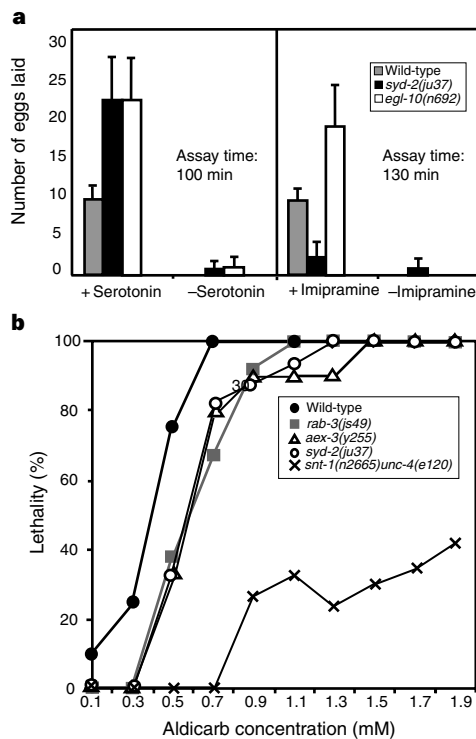 a
Number of eggs laid
30
25
20
15
10
5
0
Wild-type
syd-2(ju37)
egl-10(n692)
Assay time:
100 min
Assay time:
130 min
+ Serotonin
–Serotonin
+ Imipramine
–Imipramine
b
Lethality (%)
100
80
60
40
20
0
30
Wild-type
rab-3(js49)
aex-3(y255)
syd-2(ju37)
snt-1(n2665)unc-4(e120)
0.1 0.3 0.5 0.7 0.9 1.1 1.3 1.5 1.7 1.9
Aldicarb concentration (mM)